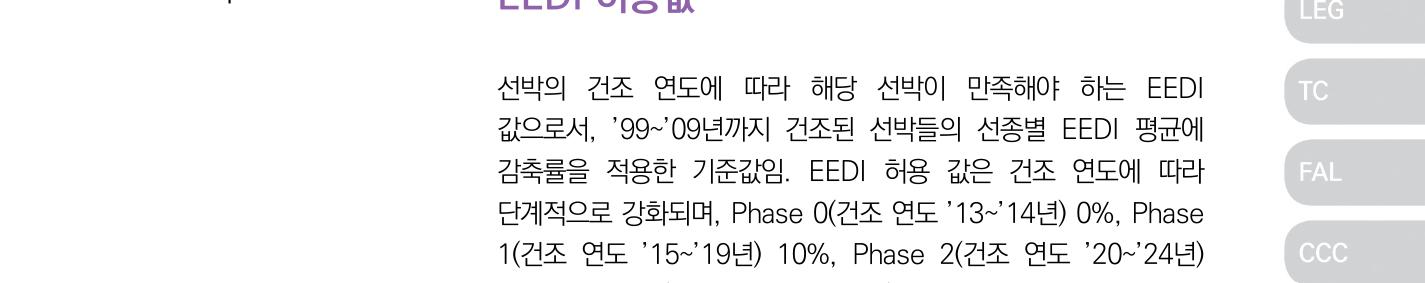 EEDI 허용값
선박의 건조 연도에 따라 해당 선박이 만족해야 하는 EEDI
값으로서, ’99~’09년까지 건조된 선박들의 선종별 EEDI 평균에
감축률을 적용한 기준값임. EEDI 허용 값은 건조 연도에 따라
단계적으로 강화되며, Phase 0(건조 연도 ’13~’14년) 0%, Phase
1(건조 연도 ’15~’19년) 10%, Phase 2(건조 연도 ’20~’24년)
LEG
TC
FAL
CCC